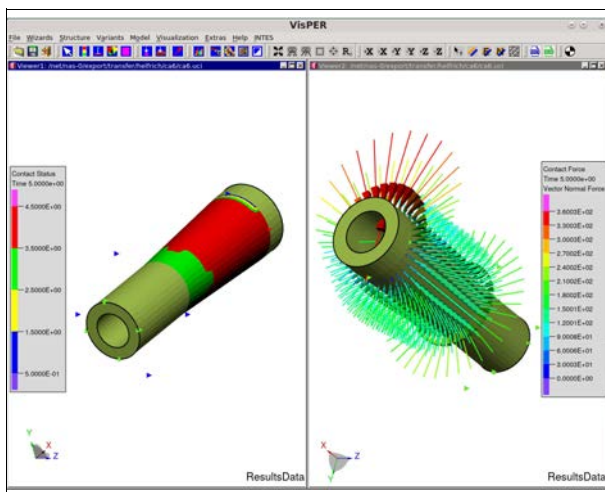 VisPER
File Wizards Structure Variants Model Visualization Extras Help INTES
Viewer1: /net/nas-0/export/transfer/helfrich/ca6/ca6.uci
Contact Status
Time 5.0000e+00
4.5000E+00
3.5000E+00
2.5000E+00
1.5000E+00
5.0000E-01
Y
X
Z
ResultsData
Viewer2: /net/nas-0/export/transfer/helfrich/ca6/ca6.uci
Contact Force
Time 5.0000e+00
Vector Normal Force
3.6003E+02
3.3003E+02
3.0003E+02
2.7002E+02
2.4002E+02
2.1002E+02
1.8002E+02
1.5001E+02
1.2001E+02
9.0008E+01
6.0006E+01
3.0003E+01
0.0000E+00
X
Z
Y
ResultsData